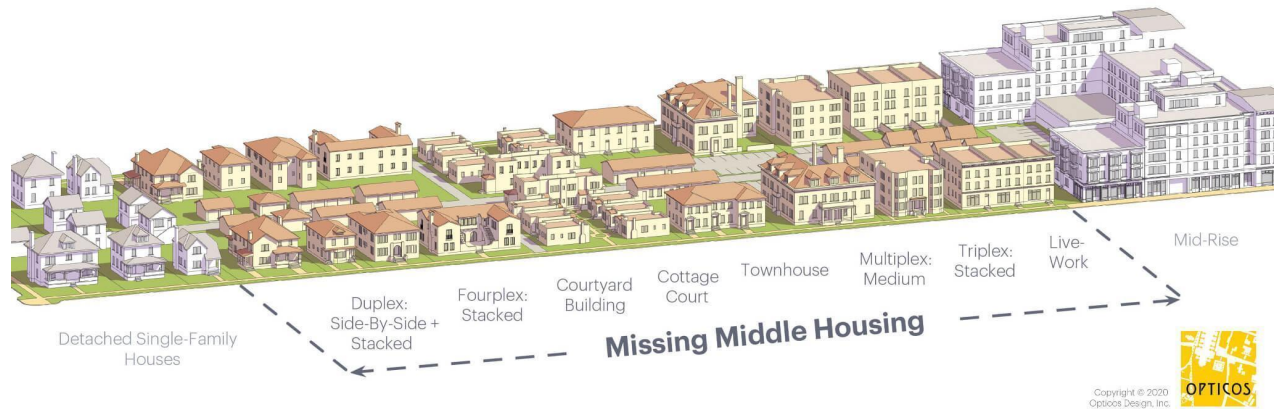 Detached Single-Family
Houses
Duplex:
Side-By-Side +
Stacked
Fourplex:
Stacked
Courtyard
Building
Cottage
Court
Townhouse
Multiplex:
Medium
Triplex:
Stacked
Live-
Work
Mid-Rise
Missing Middle Housing
Copyright © 2020
Opticos Design, Inc.
OPTICOS